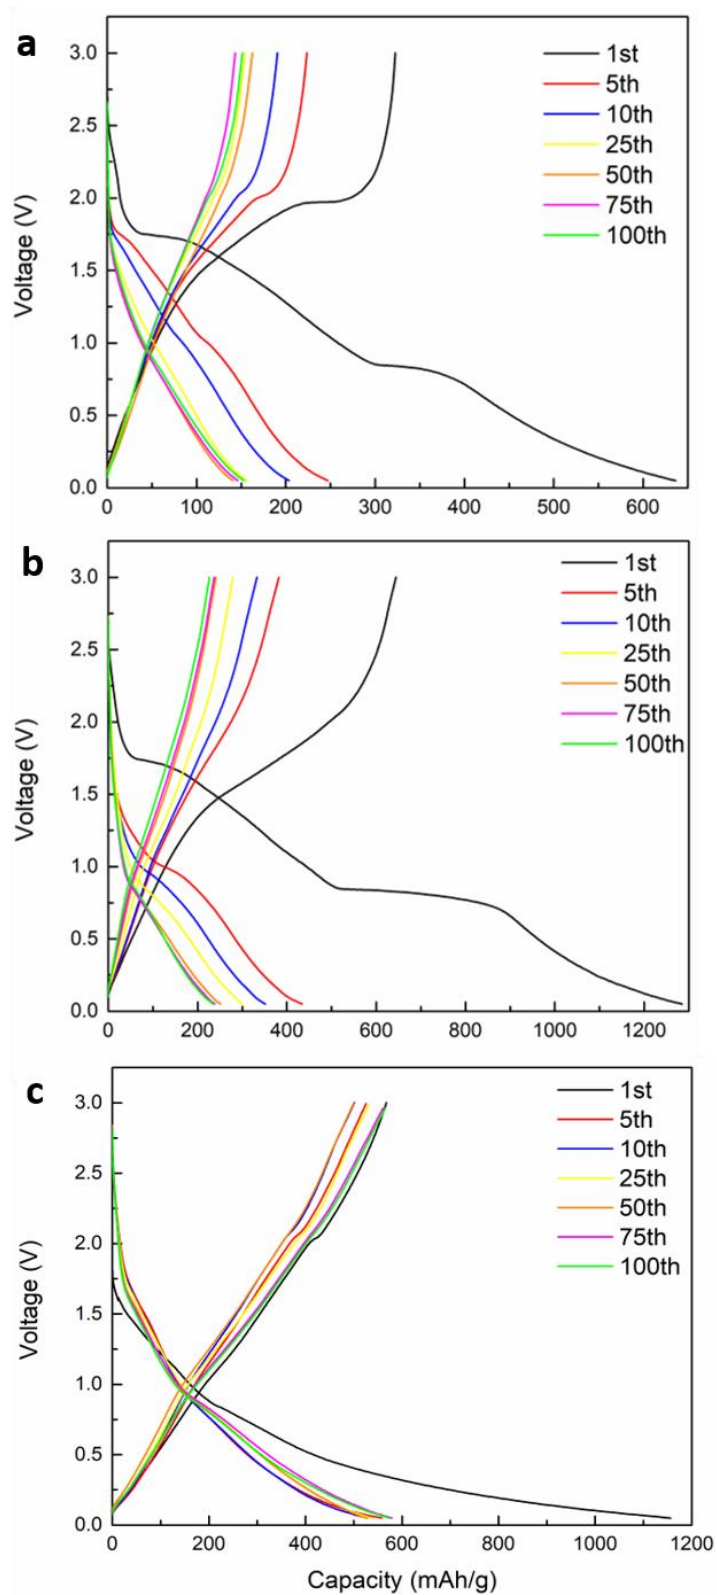 a
3.0
2.5
2.0
1.5
1.0
0.5
0.0
Voltage (V)
1st
5th
10th
25th
50th
75th
100th
0 100 200 300 400 500 600
b
3.0
2.5
2.0
1.5
1.0
0.5
0.0
Voltage (V)
1st
5th
10th
25th
50th
75th
100th
0 200 400 600 800 1000 1200
c
3.0
2.5
2.0
1.5
1.0
0.5
0.0
Voltage (V)
1st
5th
10th
25th
50th
75th
100th
0 200 400 600 800 1000 1200
Capacity (mAh/g)